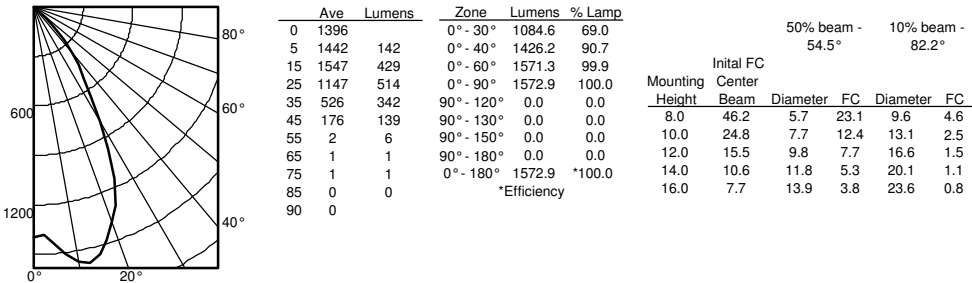 80°
60°
40°
20°
0°
600
1200
Ave Lumens
0 1396
5 1442 142
15 1547 429
25 1147 514
35 526 342
45 176 139
55 2 6
65 1 1
75 1 1
85 0 0
90 0
Zone Lumens % Lamp
0°- 30° 1084.6 69.0
0°- 40° 1426.2 90.7
0°- 60° 1571.3 99.9
0°- 90° 1572.9 100.0
90°- 120° 0.0 0.0
90°- 130° 0.0 0.0
90°- 150° 0.0 0.0
90°- 180° 0.0 0.0
0°- 180° 1572.9 *100.0
*Efficiency
50% beam - 10% beam -
54.5° 82.2°
Inital FC
Mounting Center
Height Beam Diameter FC Diameter FC
8.0 46.2 5.7 23.1 9.6 4.6
10.0 24.8 7.7 12.4 13.1 2.5
12.0 15.5 9.8 7.7 16.6 1.5
14.0 10.6 11.8 5.3 20.1 1.1
16.0 7.7 13.9 3.8 23.6 0.8